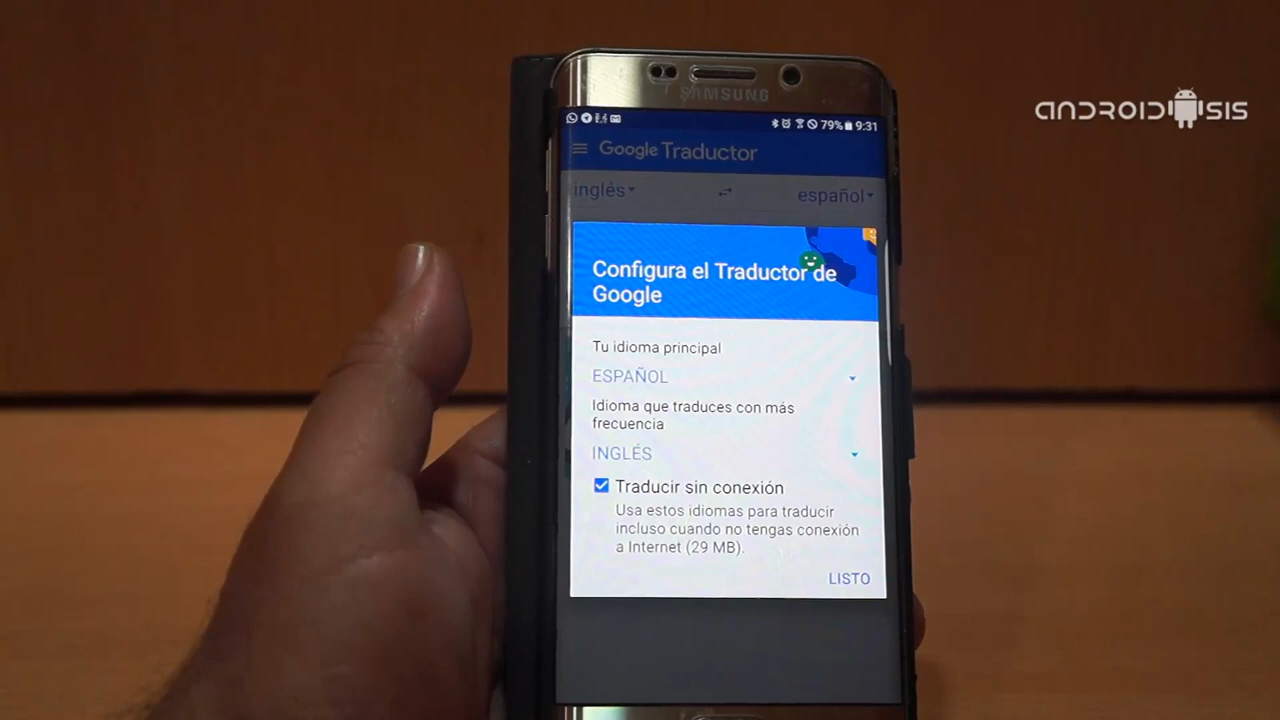 ANDROIDSIS
SAMSUNG
79% 9:31
Google Traductor
inglés español
Configura el Traductor de
Google
Tu idioma principal
ESPAÑOL
Idioma que traduces con más
frecuencia
INGLÉS
Traducir sin conexión
Usa estos idiomas para traducir
incluso cuando no tengas conexión
a Internet (29 MB).
LISTO